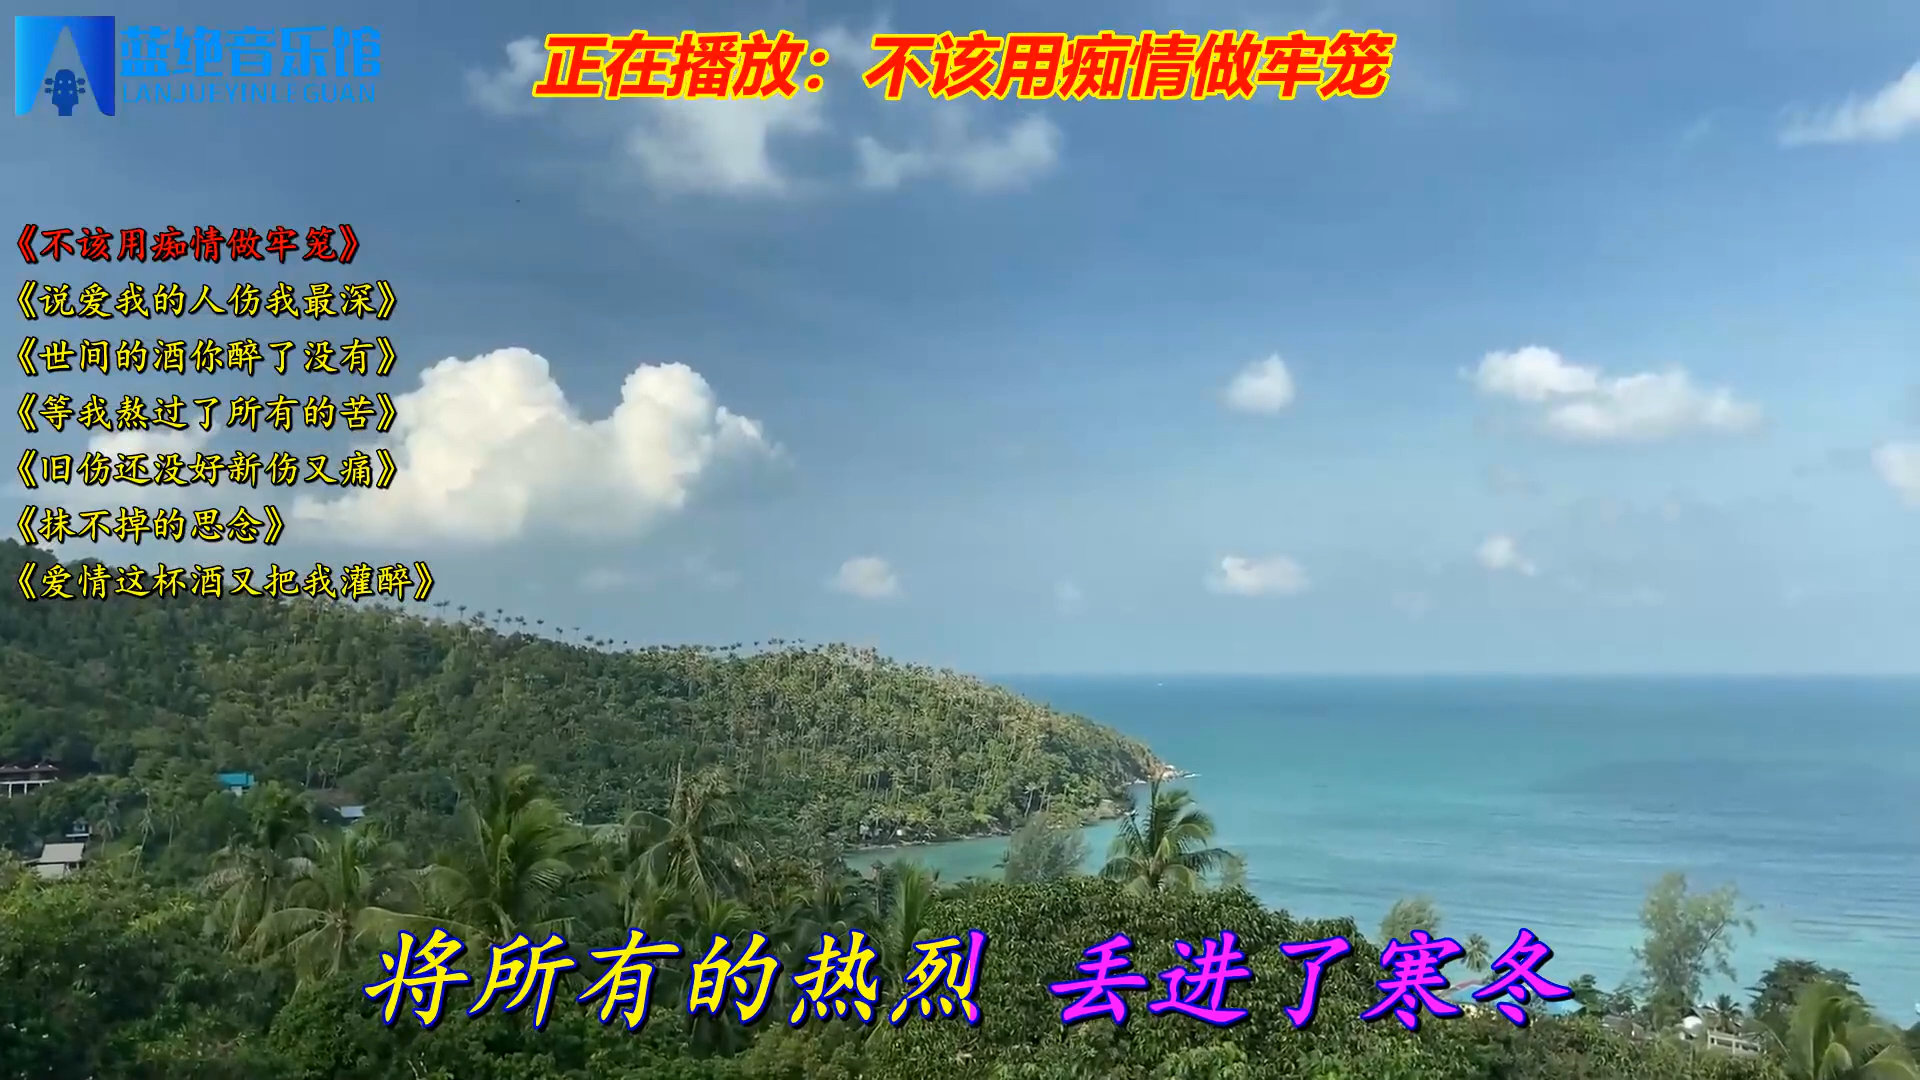 蓝绝音乐馆
LANJUEYINLEGUAN
正在播放：不该用痴情做牢笼
《不该用痴情做牢笼》
《说爱我的人伤我最深》
《世间的酒你醉了没有》
《等我熬过了所有的苦》
《旧伤还没好新伤又痛》
《抹不掉的思念》
《爱情这杯酒又把我灌醉》
将所有的热烈 丢进了寒冬